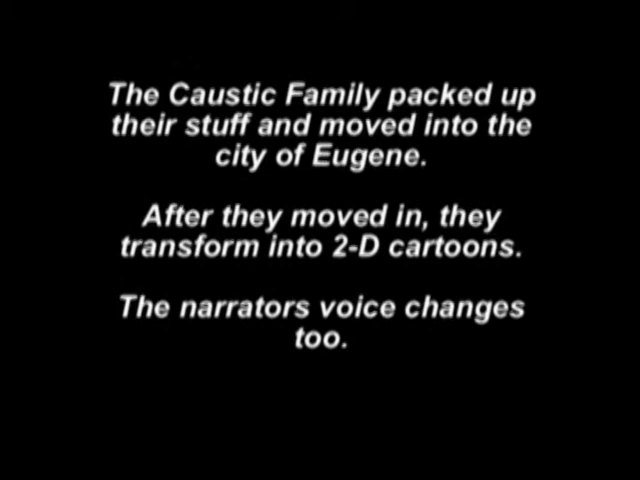 The Caustic Family packed up
their stuff and moved into the
city of Eugene.
After they moved in, they
transform into 2-D cartoons.
The narrators voice changes
too.